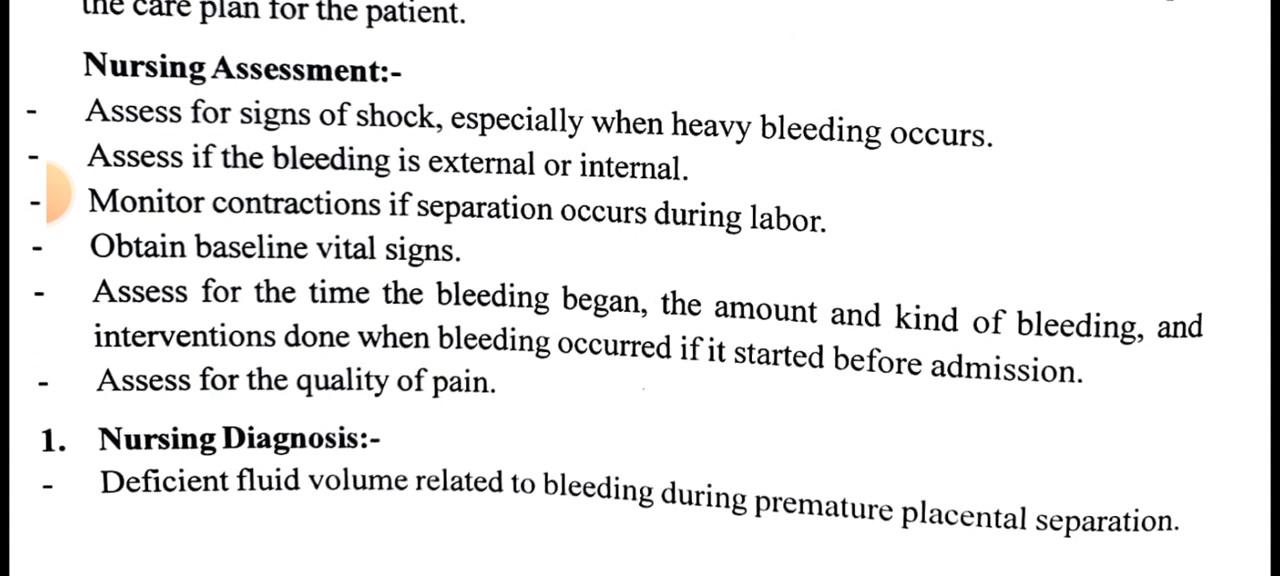 the care plan for the patient.
Nursing Assessment:-
- Assess for signs of shock, especially when heavy bleeding occurs.
- Assess if the bleeding is external or internal.
- Monitor contractions if separation occurs during labor.
- Obtain baseline vital signs.
- Assess for the time the bleeding began, the amount and kind of bleeding, and
interventions done when bleeding occurred if it started before admission.
- Assess for the quality of pain.
1. Nursing Diagnosis:-
- Deficient fluid volume related to bleeding during premature placental separation.